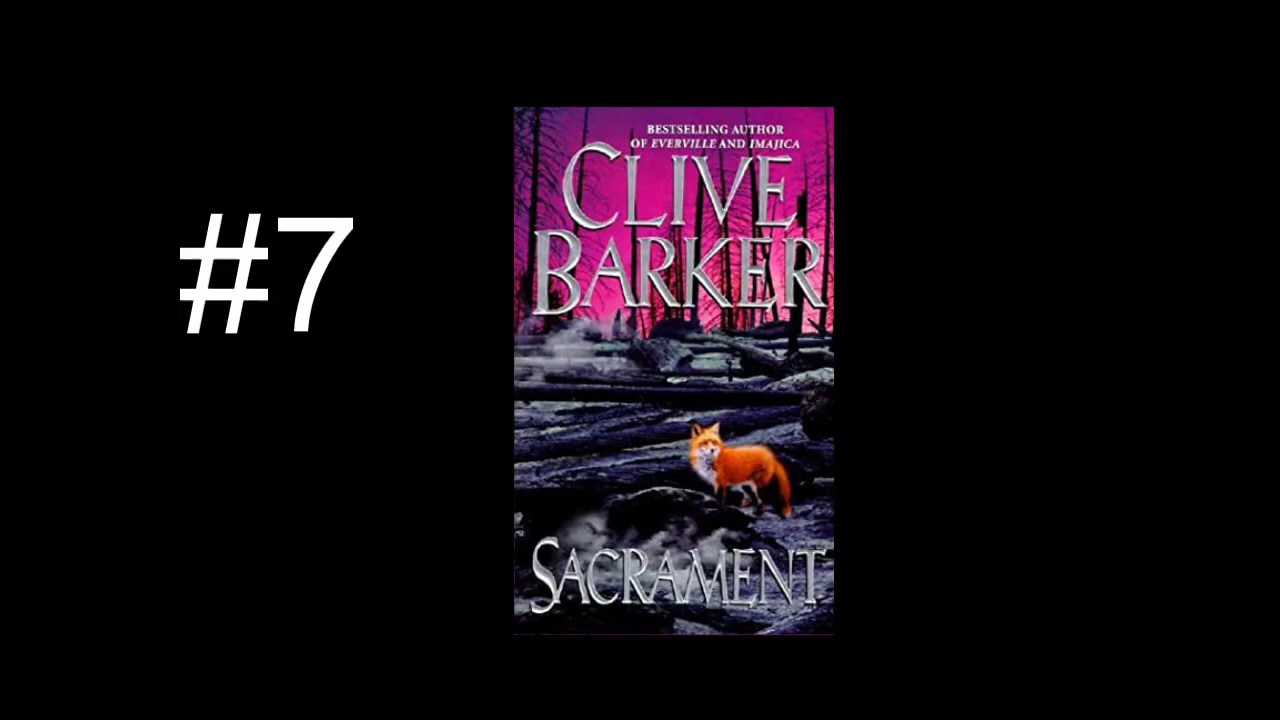 #7
BESTSELLING AUTHOR
OF EVERVILLE AND IMAJICA
CLIVE
BARKER
SACRAMENT